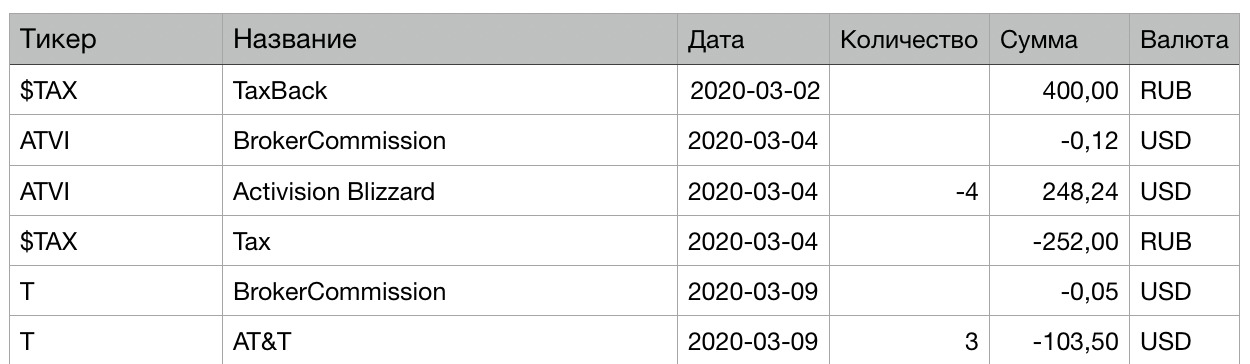 Тикер Название Дата Количество Сумма Валюта
$TAX TaxBack 2020-03-02 400,00 RUB
ATVI BrokerCommission 2020-03-04 -0,12 USD
ATVI Activision Blizzard 2020-03-04 -4 248,24 USD
$TAX Tax 2020-03-04 -252,00 RUB
T BrokerCommission 2020-03-09 -0,05 USD
T AT&T 2020-03-09 3 -103,50 USD